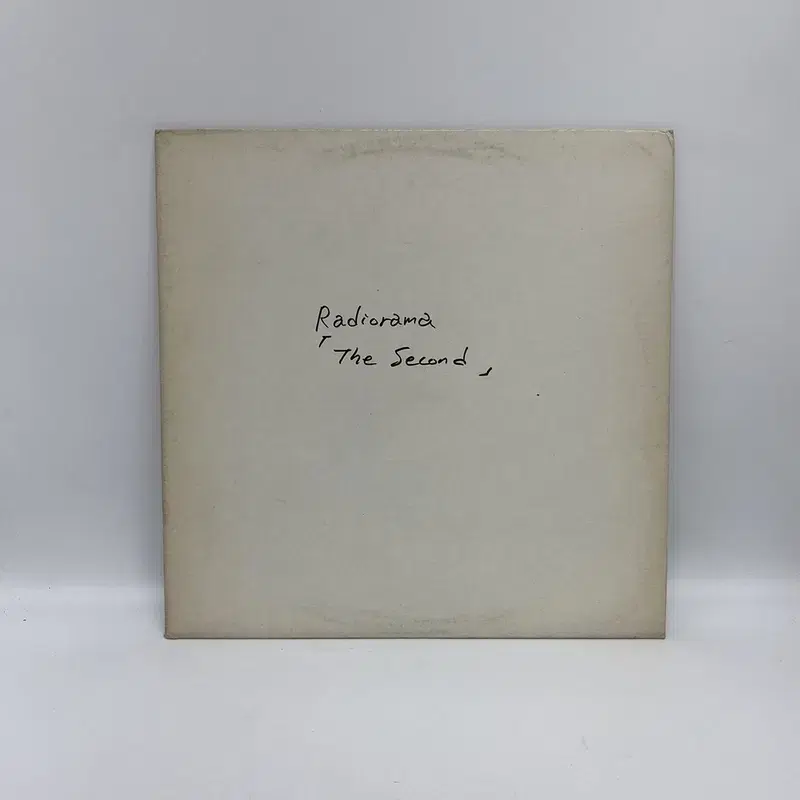 Radiorama
「The Second」